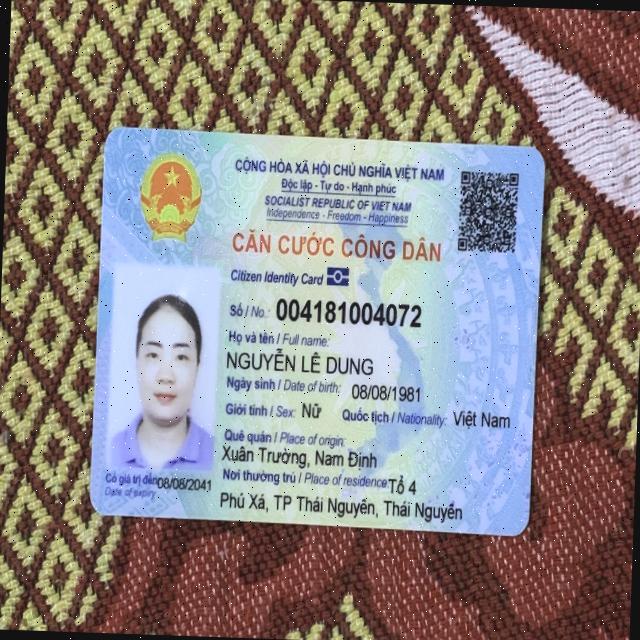 CỘNG HÒA XÃ HỘI CHỦ NGHĨA VIỆT NAM
Độc lập - Tự do - Hạnh phúc
SOCIALIST REPUBLIC OF VIET NAM
Independence - Freedom - Happiness
CĂN CƯỚC CÔNG DÂN
Citizen Identity Card
Số / No.: 004181004072
Họ và tên / Full name:
NGUYỄN LÊ DUNG
Ngày sinh / Date of birth: 08/08/1981
Giới tính / Sex: Nữ Quốc tịch / Nationality: Việt Nam
Quê quán / Place of origin:
Xuân Trường, Nam Định
Nơi thường trú / Place of residence: Tổ 4
Phú Xá, TP Thái Nguyên, Thái Nguyên
Có giá trị đến: 08/08/2041
Date of expiry